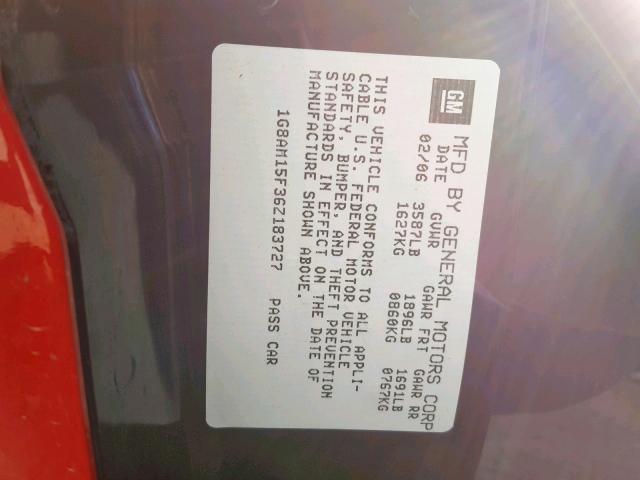 GM MFD BY GENERAL MOTORS CORP
DATE GVWR GAWR FRT GAWR RR
02/06 3587LB 1896LB 1691LB
1627KG 0860KG 0767KG
THIS VEHICLE CONFORMS TO ALL APPLI-
CABLE U.S. FEDERAL MOTOR VEHICLE
SAFETY, BUMPER, AND THEFT PREVENTION
STANDARDS IN EFFECT ON THE DATE OF
MANUFACTURE SHOWN ABOVE.
1G8AM15F36Z183727 PASS CAR